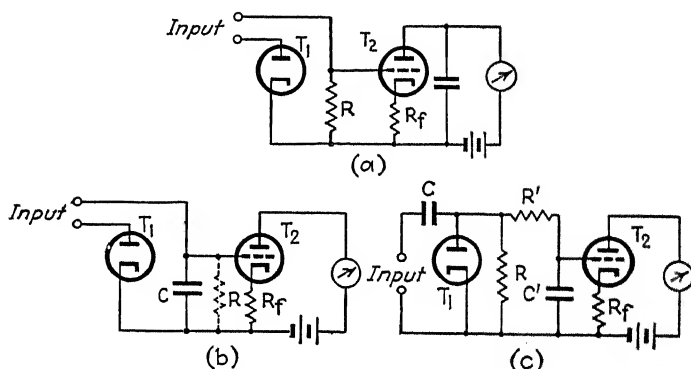 Input
T1
T2
R
Rf
(a)
Input
T1
T2
C
R
Rf
(b)
C
R'
Input
T1
R
C'
T2
Rf
(c)